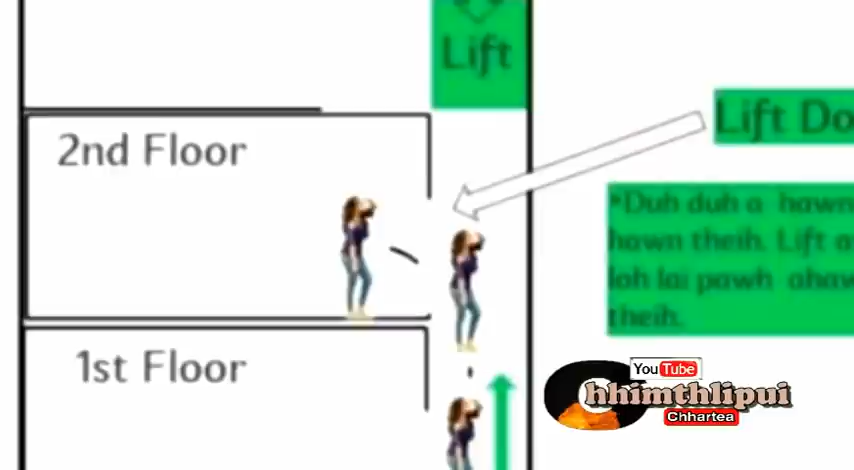 Lift
Lift Do
2nd Floor
*Duh duh a hawn
hawn theih. Lift a
loh lai pawh ahaw
theih.
1st Floor
YouTube
Chhimthlipui
Chhartea